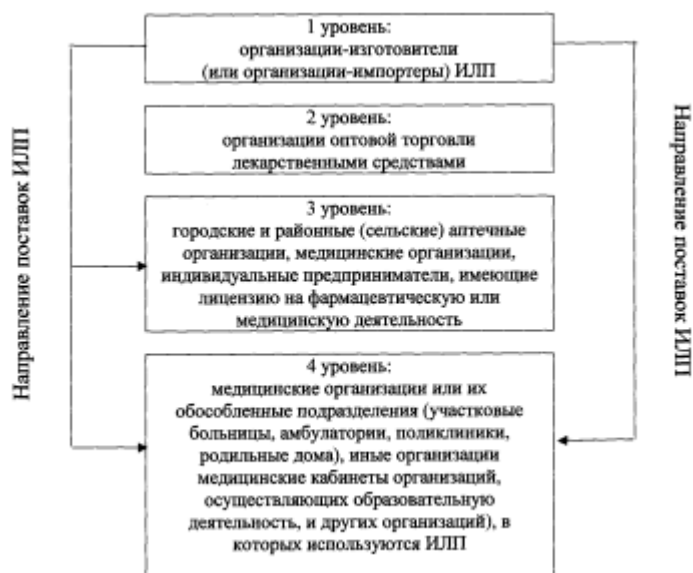 1 уровень:
организации-изготовители
(или организации-импортеры) ИЛП
Направление поставок ИЛП
2 уровень:
организации оптовой торговли
лекарственными средствами
3 уровень:
городские и районные (сельские) аптечные
организации, медицинские организации,
индивидуальные предприниматели, имеющие
лицензию на фармацевтическую или
медицинскую деятельность
4 уровень:
медицинские организации или их
обособленные подразделения (участковые
больницы, амбулатории, поликлиники,
родильные дома), иные организации
медицинские кабинеты организаций,
осуществляющих образовательную
деятельность, и других организаций), в
которых используются ИЛП
Направление поставок ИЛП